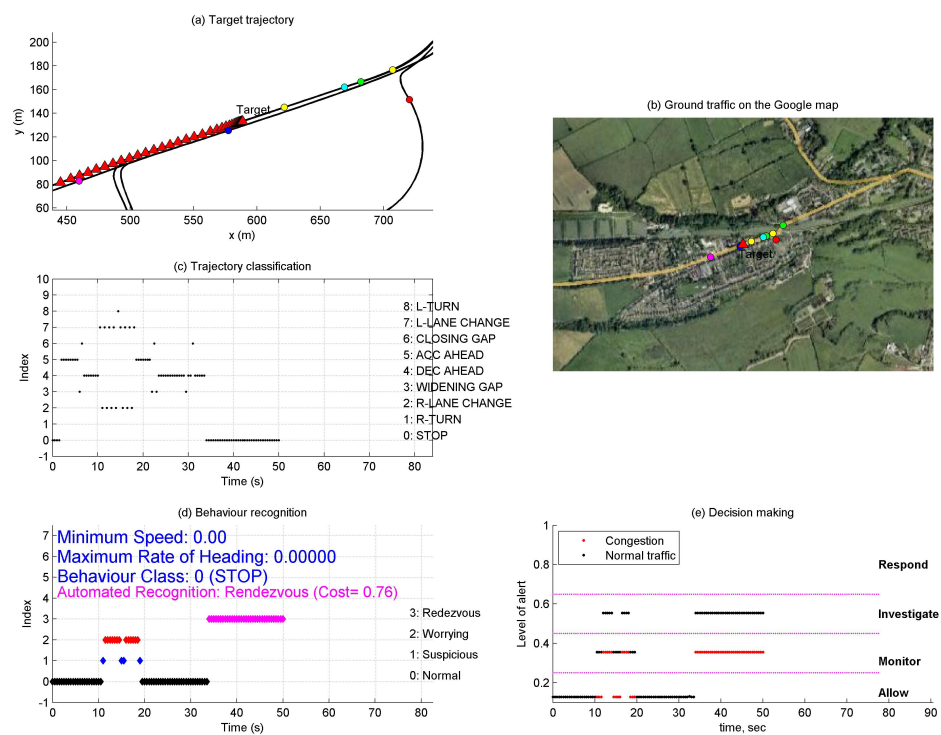 (a) Target trajectory
200
180
160
140
120
100
80
60
y (m)
Target
450
500
550
600
650
700
x (m)
(b) Ground traffic on the Google map
Target
(c) Trajectory classification
10
9
8
7
6
5
4
3
2
1
0
-1
Index
8: L-TURN
7: L-LANE CHANGE
6: CLOSING GAP
5: ACC AHEAD
4: DEC AHEAD
3: WIDENING GAP
2: R-LANE CHANGE
1: R-TURN
0: STOP
0
10
20
30
40
50
60
70
80
Time (s)
(d) Behaviour recognition
7
6
5
4
3
2
1
0
-1
Index
Minimum Speed: 0.00
Maximum Rate of Heading: 0.00000
Behaviour Class: 0 (STOP)
Automated Recognition: Rendezvous (Cost= 0.76)
3: Redezvous
2: Worrying
1: Suspicious
0: Normal
0
10
20
30
40
50
60
70
80
Time (s)
(e) Decision making
1
0.8
0.6
0.4
0.2
Level of alert
Congestion
Normal traffic
Respond
Investigate
Monitor
Allow
0
10
20
30
40
50
60
70
80
90
time, sec